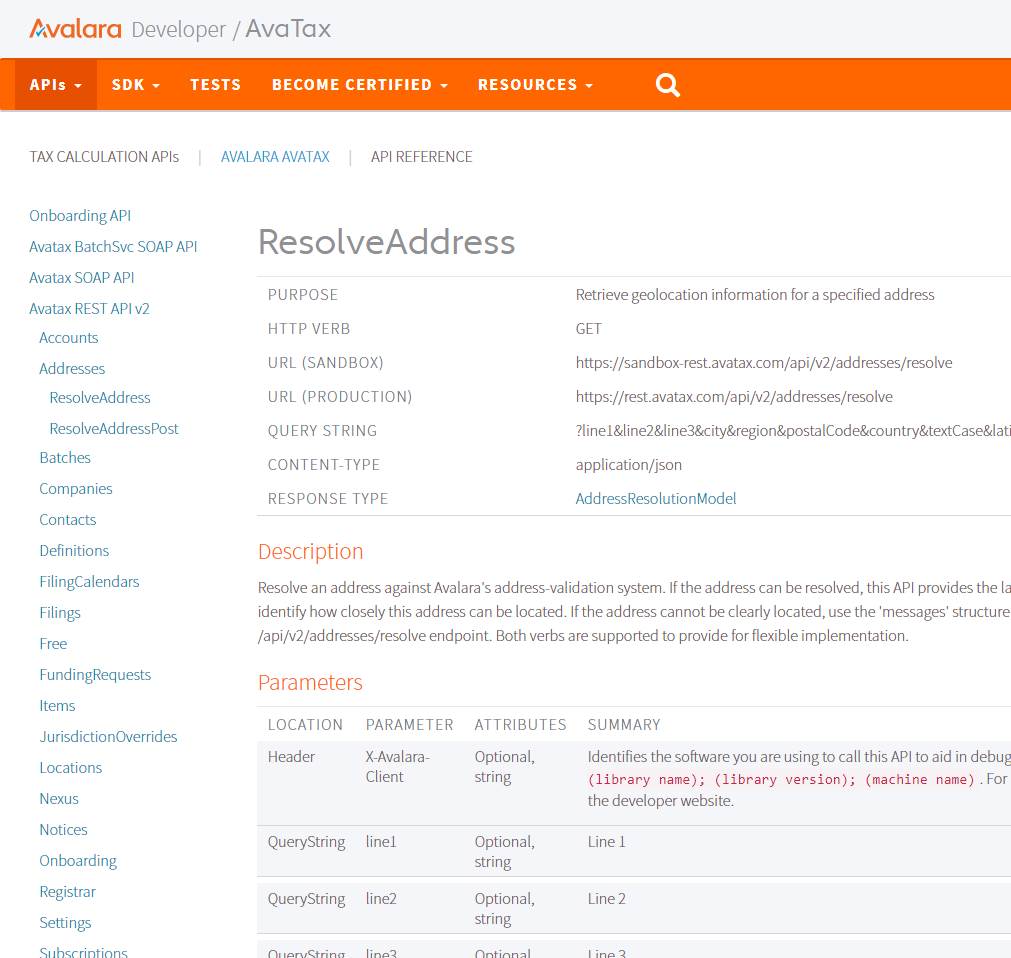 Avalara Developer / AvaTax
APIs SDK TESTS BECOME CERTIFIED RESOURCES
TAX CALCULATION APIs | AVALARA AVATAX | API REFERENCE
Onboarding API
Avatax BatchSvc SOAP API
Avatax SOAP API
Avatax REST API v2
Accounts
Addresses
ResolveAddress
ResolveAddressPost
Batches
Companies
Contacts
Definitions
FilingCalendars
Filings
Free
FundingRequests
Items
JurisdictionOverrides
Locations
Nexus
Notices
Onboarding
Registrar
Settings
Subscriptions
ResolveAddress
PURPOSE Retrieve geolocation information for a specified address
HTTP VERB GET
URL (SANDBOX) https://sandbox-rest.avatax.com/api/v2/addresses/resolve
URL (PRODUCTION) https://rest.avatax.com/api/v2/addresses/resolve
QUERY STRING ?line1&line2&line3&city&region&postalCode&country&textCase&lati
CONTENT-TYPE application/json
RESPONSE TYPE AddressResolutionModel
Description
Resolve an address against Avalara's address-validation system. If the address can be resolved, this API provides the la
identify how closely this address can be located. If the address cannot be clearly located, use the 'messages' structure
/api/v2/addresses/resolve endpoint. Both verbs are supported to provide for flexible implementation.
Parameters
LOCATION PARAMETER ATTRIBUTES SUMMARY
Header X-Avalara- Optional, Identifies the software you are using to call this API to aid in debug
Client string (library name); (library version); (machine name) . For
the developer website.
QueryString line1 Optional, Line 1
string
QueryString line2 Optional, Line 2
string
QueryString line3 Optional, Line 3